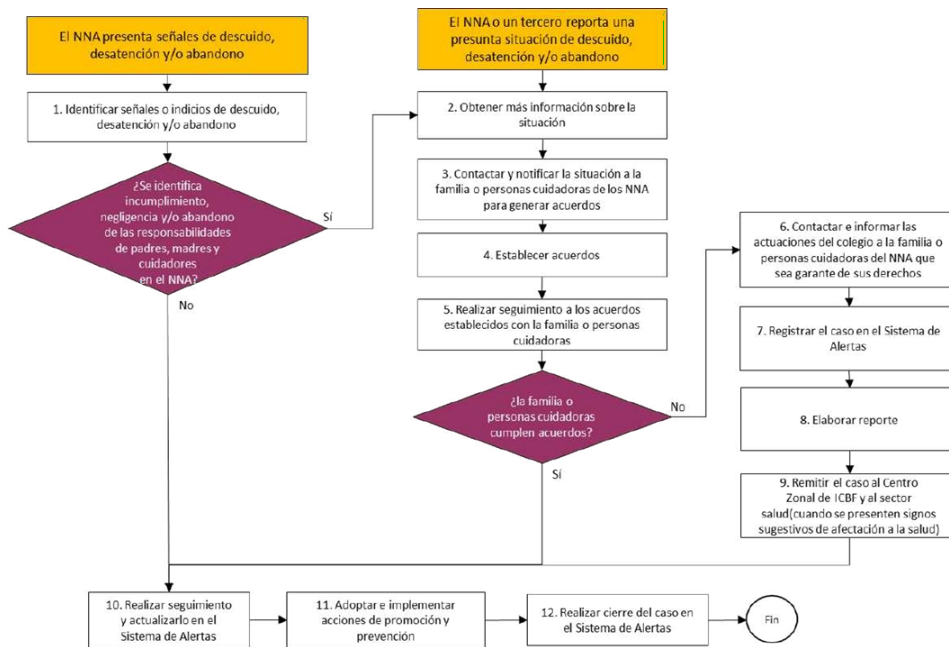 El NNA presenta señales de descuido,
desatención y/o abandono
El NNA o un tercero reporta una
presunta situación de descuido,
desatención y/o abandono
1. Identificar señales o indicios de descuido,
desatención y/o abandono
2. Obtener más información sobre la
situación
¿Se identifica
incumplimiento,
negligencia y/o abandono
de las responsabilidades
de padres, madres y
cuidadores
en el NNA?
Sí
No
3. Contactar y notificar la situación a la
familia o personas cuidadoras de los NNA
para generar acuerdos
4. Establecer acuerdos
5. Realizar seguimiento a los acuerdos
establecidos con la familia o personas
cuidadoras
¿la familia o
personas cuidadoras
cumplen acuerdos?
No
Sí
6. Contactar e informar las
actuaciones del colegio a la familia o
personas cuidadoras del NNA que
sea garante de sus derechos
7. Registrar el caso en el Sistema de
Alertas
8. Elaborar reporte
9. Remitir el caso al Centro
Zonal de ICBF y al sector
salud(cuando se presenten signos
sugestivos de afectación a la salud)
10. Realizar seguimiento
y actualizarlo en el
Sistema de Alertas
11. Adoptar e implementar
acciones de promoción y
prevención
12. Realizar cierre del caso en
el Sistema de Alertas
Fin